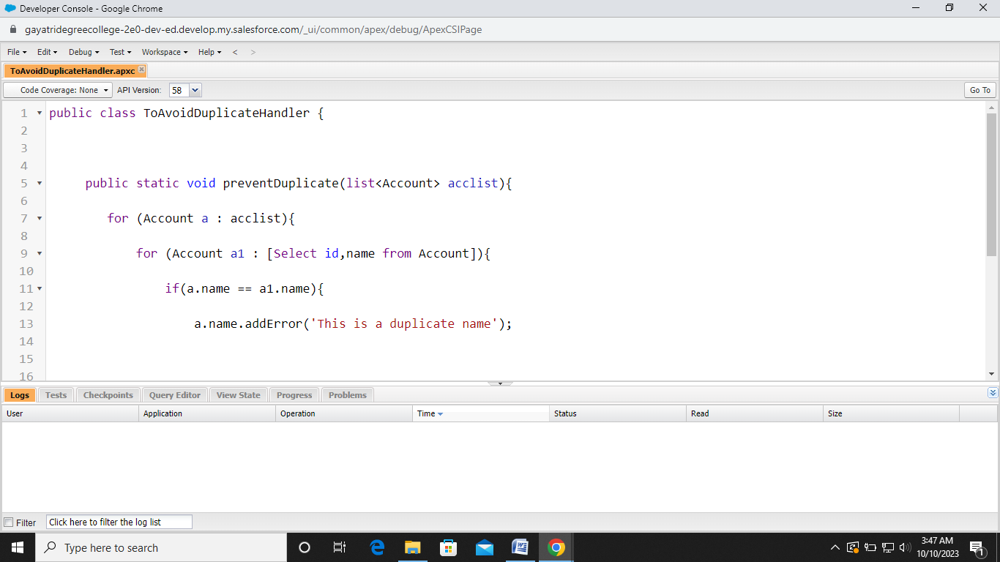 Developer Console - Google Chrome
gayatridegreecollege-2e0-dev-ed.develop.my.salesforce.com/_ui/common/apex/debug/ApexCSIPage
File Edit Debug Test Workspace Help < >
ToAvoidDuplicateHandler.apxc
Code Coverage: None API Version: 58 Go To
1 public class ToAvoidDuplicateHandler {
2
3
4
5 public static void preventDuplicate(list<Account> acclist){
6
7 for (Account a : acclist){
8
9 for (Account a1 : [Select id,name from Account]){
10
11 if(a.name == a1.name){
12
13 a.name.addError('This is a duplicate name');
14
15
16
Logs Tests Checkpoints Query Editor View State Progress Problems
User Application Operation Time Status Read Size
Filter Click here to filter the log list
Type here to search
3:47 AM
10/10/2023
1